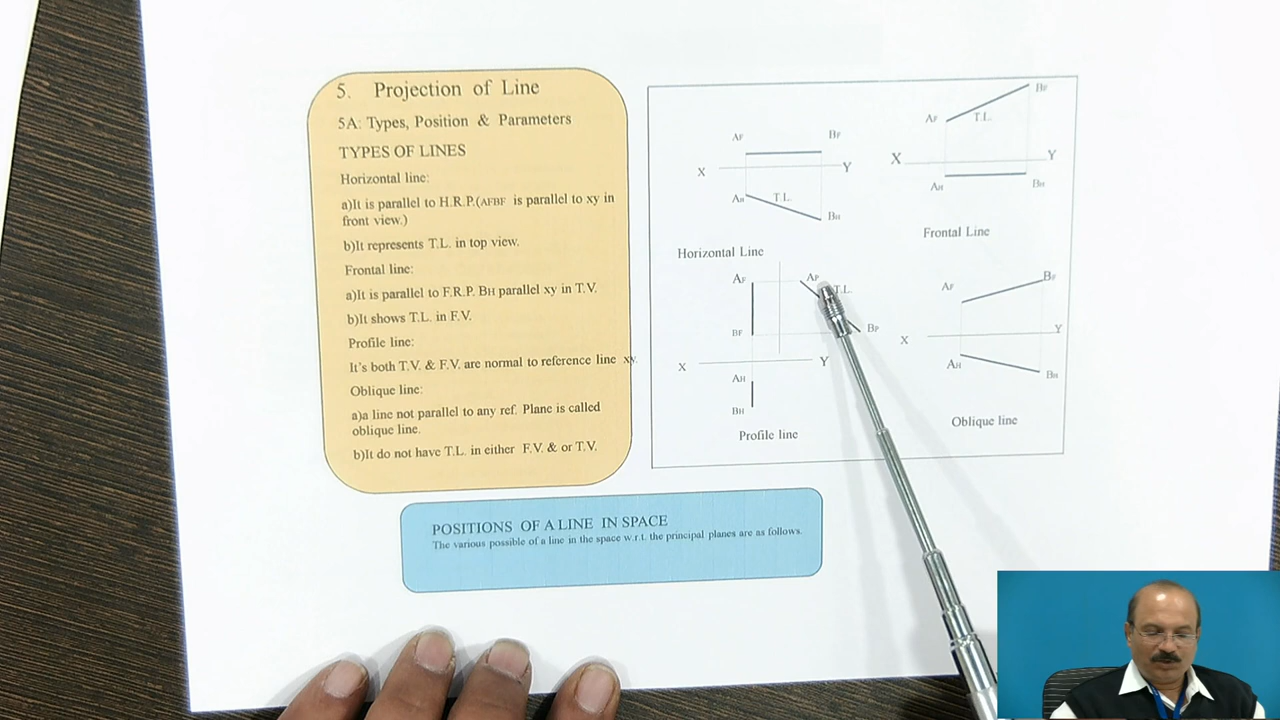 5. Projection of Line
5A: Types, Position & Parameters
TYPES OF LINES
Horizontal line:
a)It is parallel to H.R.P.(AFBF is parallel to xy in
front view.)
b)It represents T.L. in top view.
Frontal line:
a)It is parallel to F.R.P. BH parallel xy in T.V.
b)It shows T.L. in F.V.
Profile line:
It's both T.V. & F.V. are normal to reference line xy.
Oblique line:
a)a line not parallel to any ref. Plane is called
oblique line.
b)It do not have T.L. in either F.V. & or T.V.
AF BF
X Y
AH T.L. BH
Horizontal Line
AF T.L. BF
X Y
AH BH
Frontal Line
AF AP T.L.
BF BP
X Y
AH
BH
Profile line
AF BF
X Y
AH BH
Oblique line
POSITIONS OF A LINE IN SPACE
The various possible of a line in the space w.r.t. the principal planes are as follows.